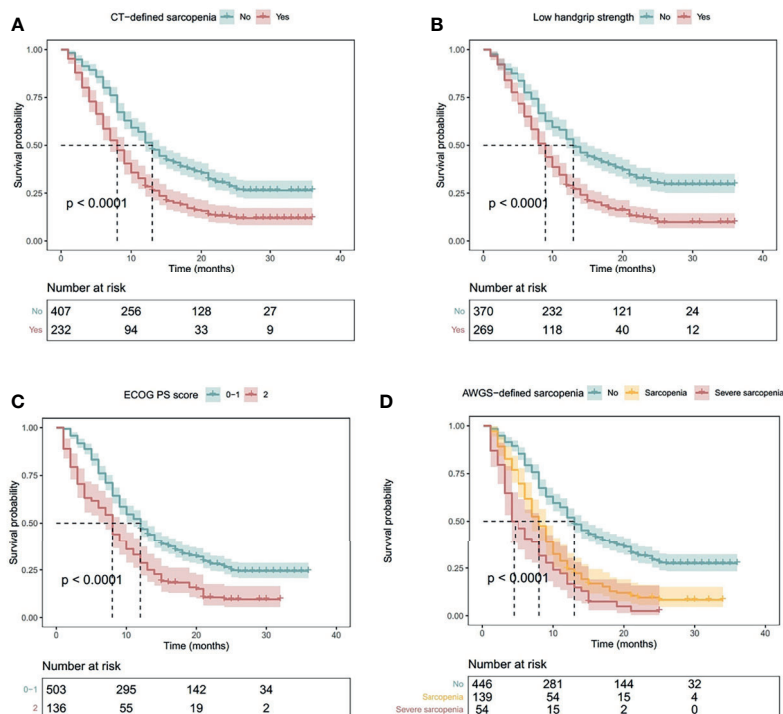 A
CT-defined sarcopenia No Yes
1.00
0.75
0.50
0.25
0.00
Survival probability
p < 0.0001
0 10 20 30 40
Time (months)
Number at risk
No 407 256 128 27
Yes 232 94 33 9
B
Low handgrip strength No Yes
1.00
0.75
0.50
0.25
0.00
Survival probability
p < 0.0001
0 10 20 30 40
Time (months)
Number at risk
No 370 232 121 24
Yes 269 118 40 12
C
ECOG PS score 0-1 2
1.00
0.75
0.50
0.25
0.00
Survival probability
p < 0.0001
0 10 20 30 40
Time (months)
Number at risk
0-1 503 295 142 34
2 136 55 19 2
D
AWGS-defined sarcopenia No Sarcopenia Severe sarcopenia
1.00
0.75
0.50
0.25
0.00
Survival probability
p < 0.0001
0 10 20 30 40
Time (months)
Number at risk
No 446 281 144 32
Sarcopenia 139 54 15 4
Severe sarcopenia 54 15 2 0